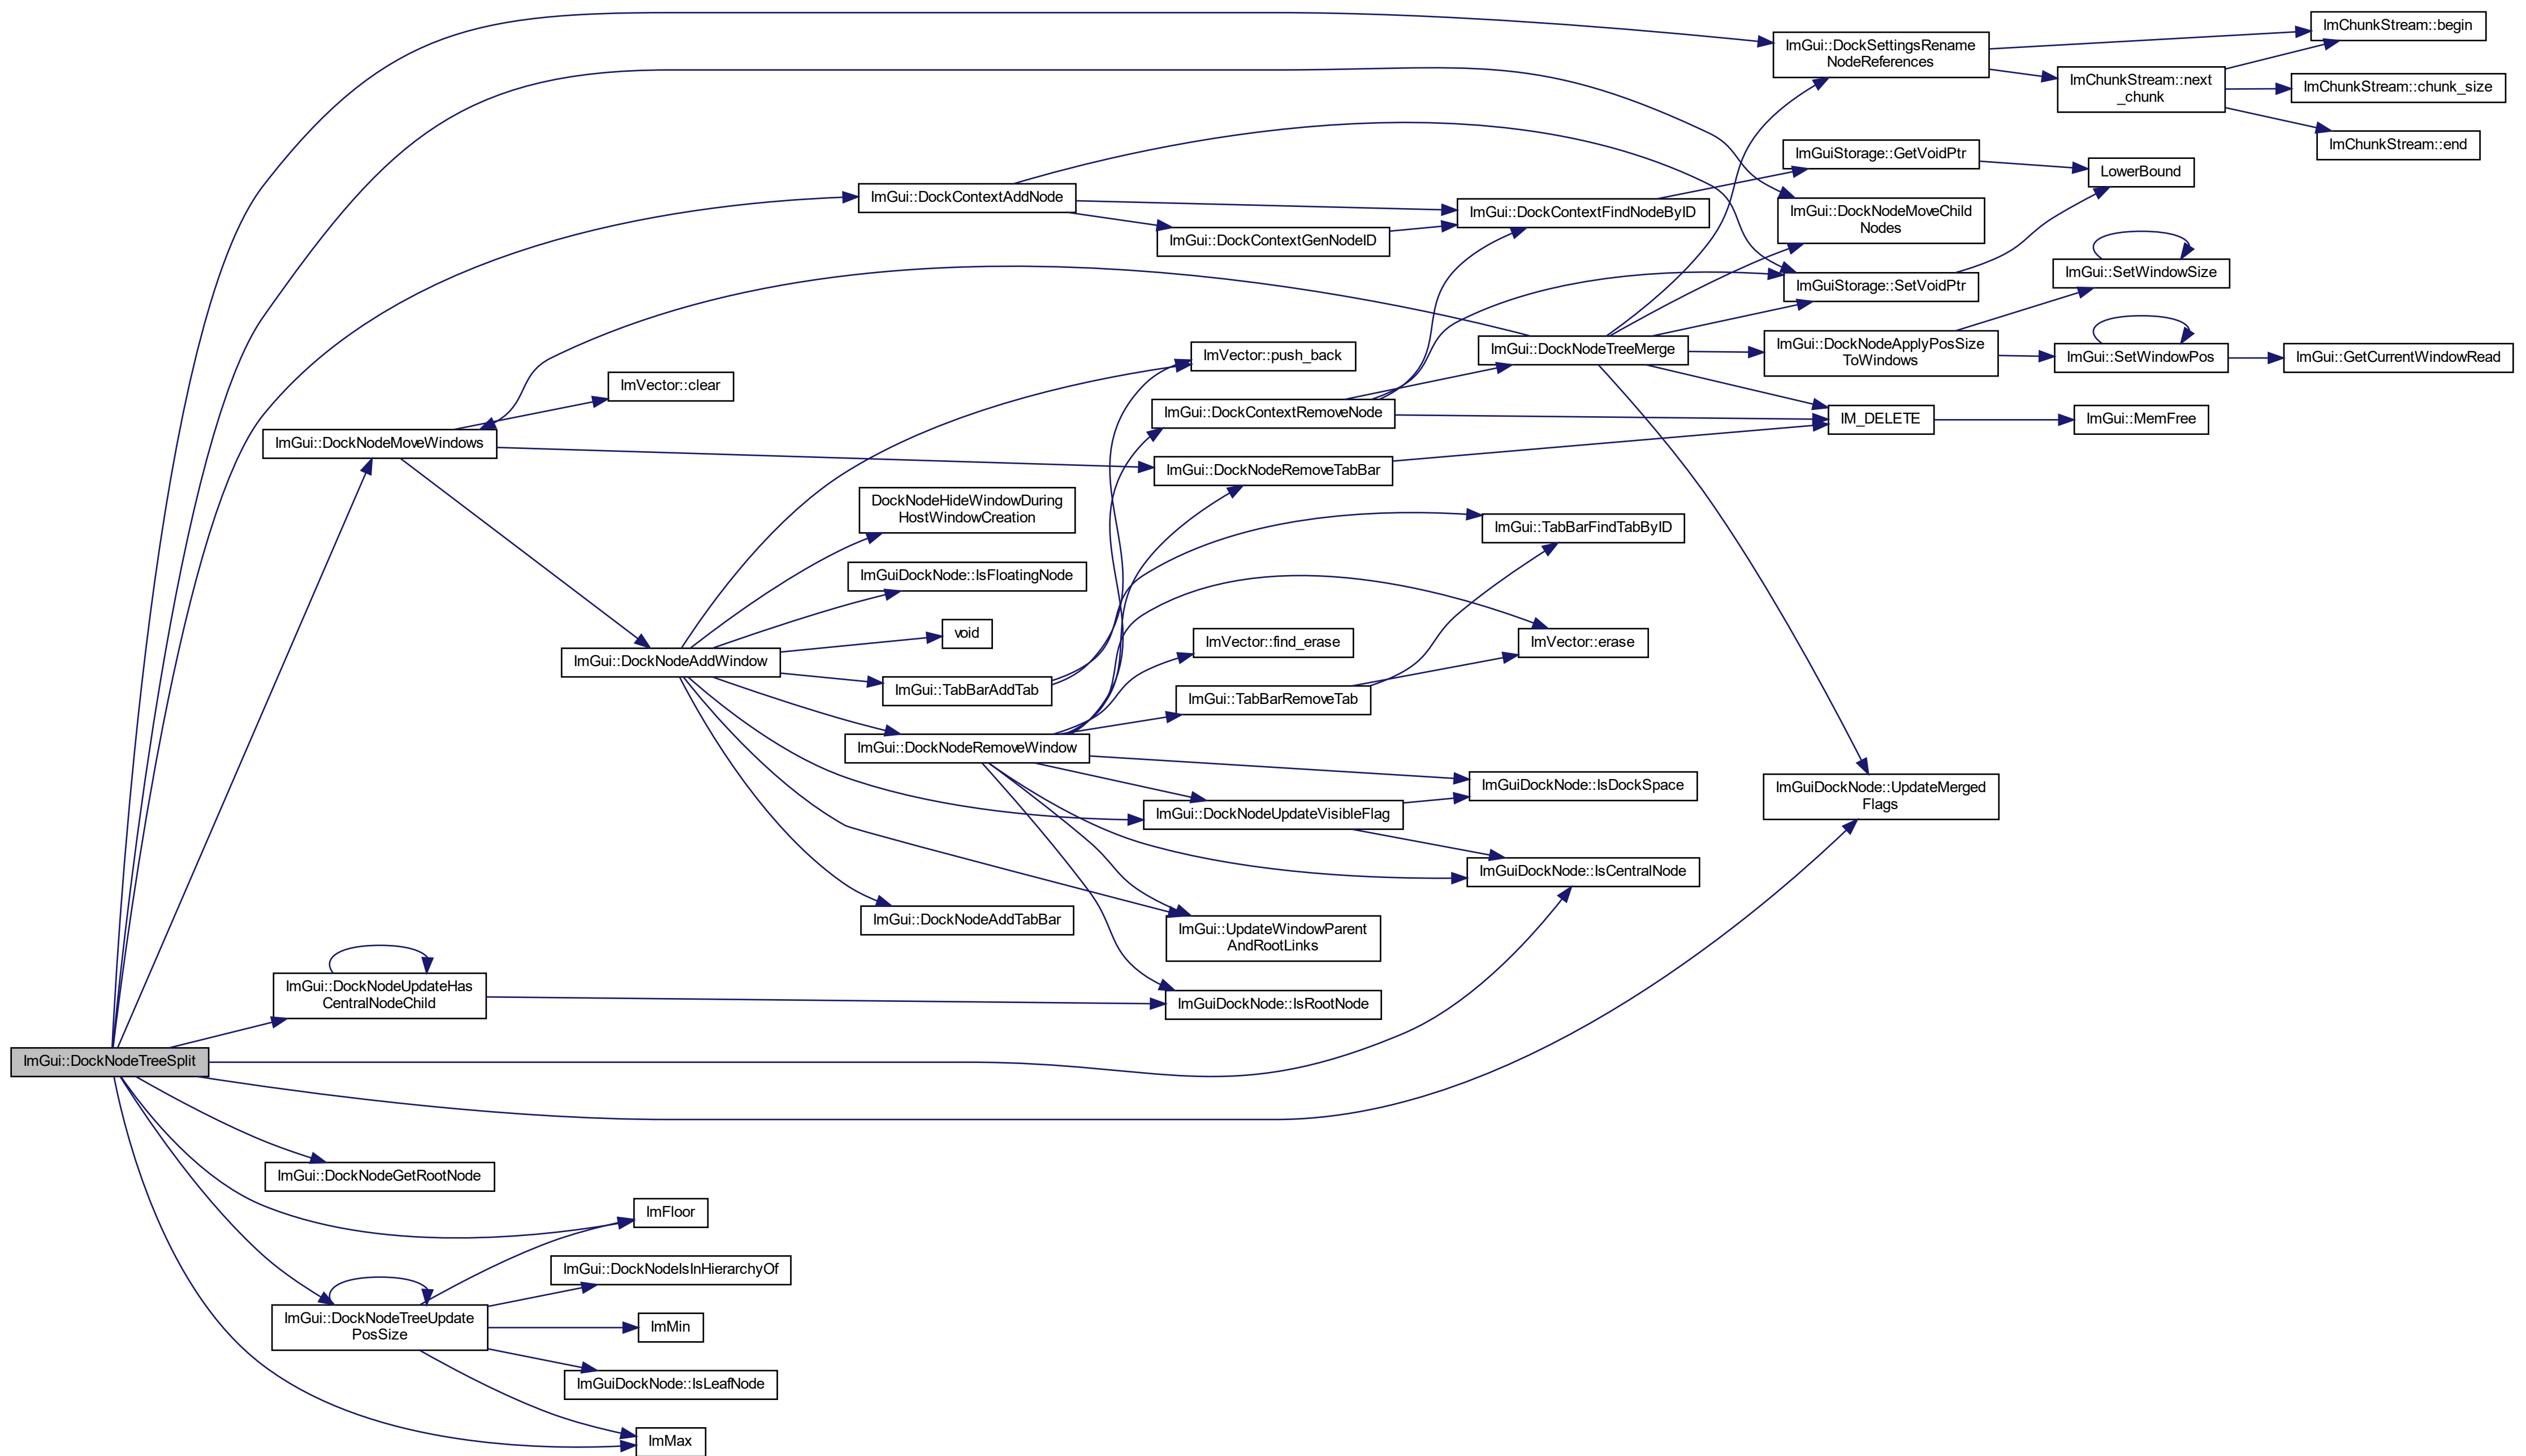 ImChunkStream::begin
ImGui::DockSettingsRename
NodeReferences
ImChunkStream::next
_chunk
ImChunkStream::chunk_size
ImChunkStream::end
ImGuiStorage::GetVoidPtr
LowerBound
ImGui::DockContextAddNode
ImGui::DockContextFindNodeByID
ImGui::DockNodeMoveChild
Nodes
ImGui::DockContextGenNodeID
ImGui::SetWindowSize
ImGuiStorage::SetVoidPtr
ImVector::push_back
ImGui::DockNodeTreeMerge
ImGui::DockNodeApplyPosSize
ToWindows
ImGui::SetWindowPos
ImGui::GetCurrentWindowRead
ImVector::clear
ImGui::DockContextRemoveNode
IM_DELETE
ImGui::MemFree
ImGui::DockNodeMoveWindows
ImGui::DockNodeRemoveTabBar
DockNodeHideWindowDuring
HostWindowCreation
ImGui::TabBarFindTabByID
ImGuiDockNode::IsFloatingNode
void
ImVector::find_erase
ImVector::erase
ImGui::DockNodeAddWindow
ImGui::TabBarAddTab
ImGui::TabBarRemoveTab
ImGui::DockNodeRemoveWindow
ImGuiDockNode::IsDockSpace
ImGuiDockNode::UpdateMerged
Flags
ImGui::DockNodeUpdateVisibleFlag
ImGuiDockNode::IsCentralNode
ImGui::DockNodeAddTabBar
ImGui::UpdateWindowParent
AndRootLinks
ImGui::DockNodeUpdateHas
CentralNodeChild
ImGuiDockNode::IsRootNode
ImGui::DockNodeTreeSplit
ImGui::DockNodeGetRootNode
ImFloor
ImGui::DockNodeIsInHierarchyOf
ImGui::DockNodeTreeUpdate
PosSize
ImMin
ImGuiDockNode::IsLeafNode
ImMax